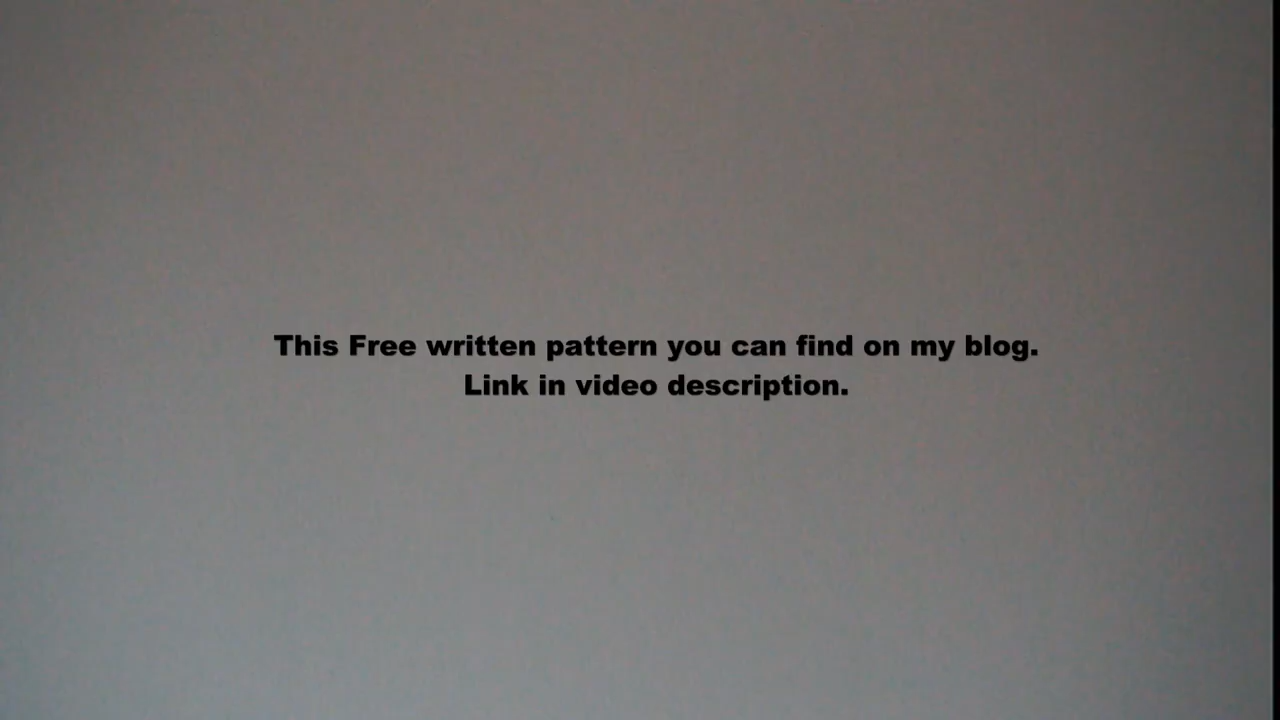 This Free written pattern you can find on my blog.
Link in video description.